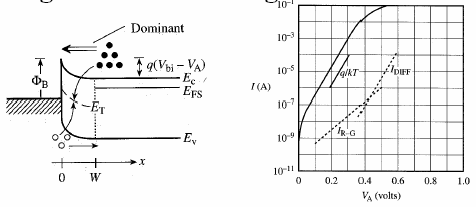 Dominant
q(V_bi − V_A)
Φ_B
E_c
E_FS
E_T
E_v
0
W
x
10⁻¹
10⁻³
10⁻⁵
I (A)
10⁻⁷
10⁻⁹
10⁻¹¹
q/kT
I_DIFF
I_R–G
0 0.2 0.4 0.6 0.8 1.0
V_A (volts)